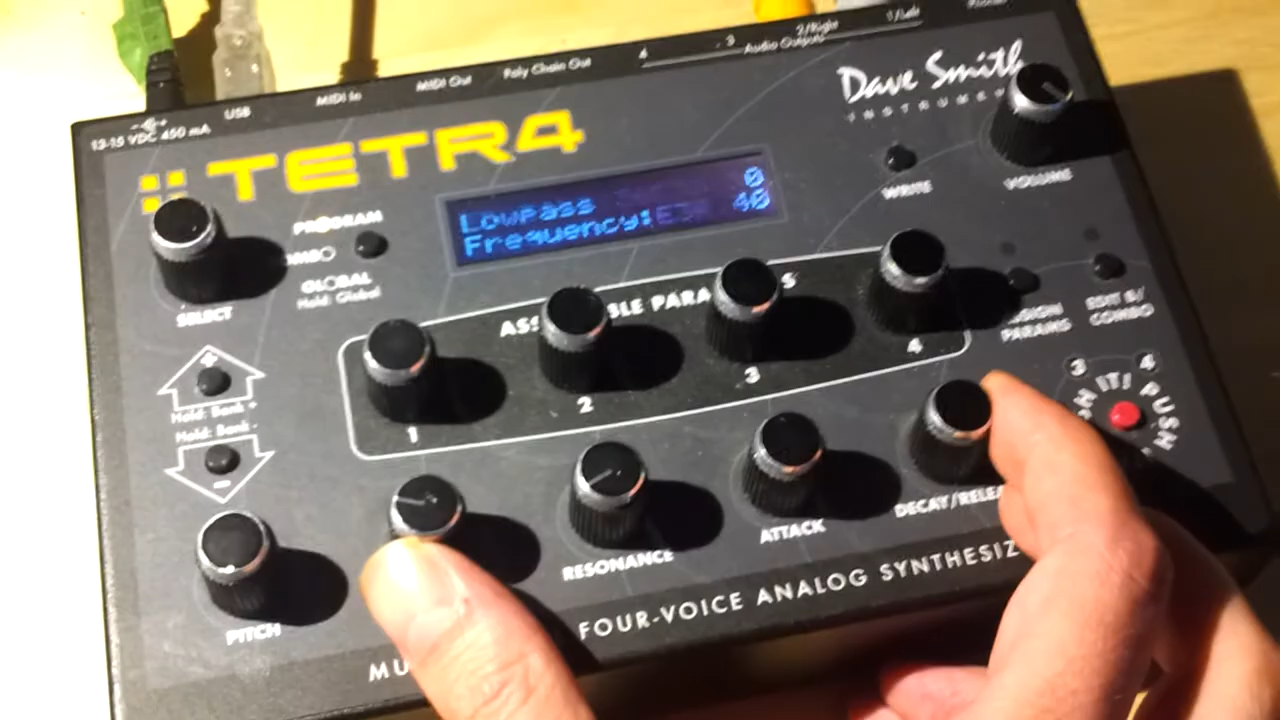 12-15 VDC 450 mA
USB
MIDI In
MIDI Out
Poly Chain Out
4
3
2/Right
1/Left
Audio Outputs
TETR4
Dave Smith
PROGRAM
GLOBAL
Hold: Global
Lowpass 0
Frequency: 40
WRITE
VOLUME
SELECT
+
Hold: Bank +
Hold: Bank -
-
PITCH
1
2
3
4
PARAMS
EDIT B/
COMBO
3 4
IT! PUSH
RESONANCE
ATTACK
FOUR-VOICE ANALOG